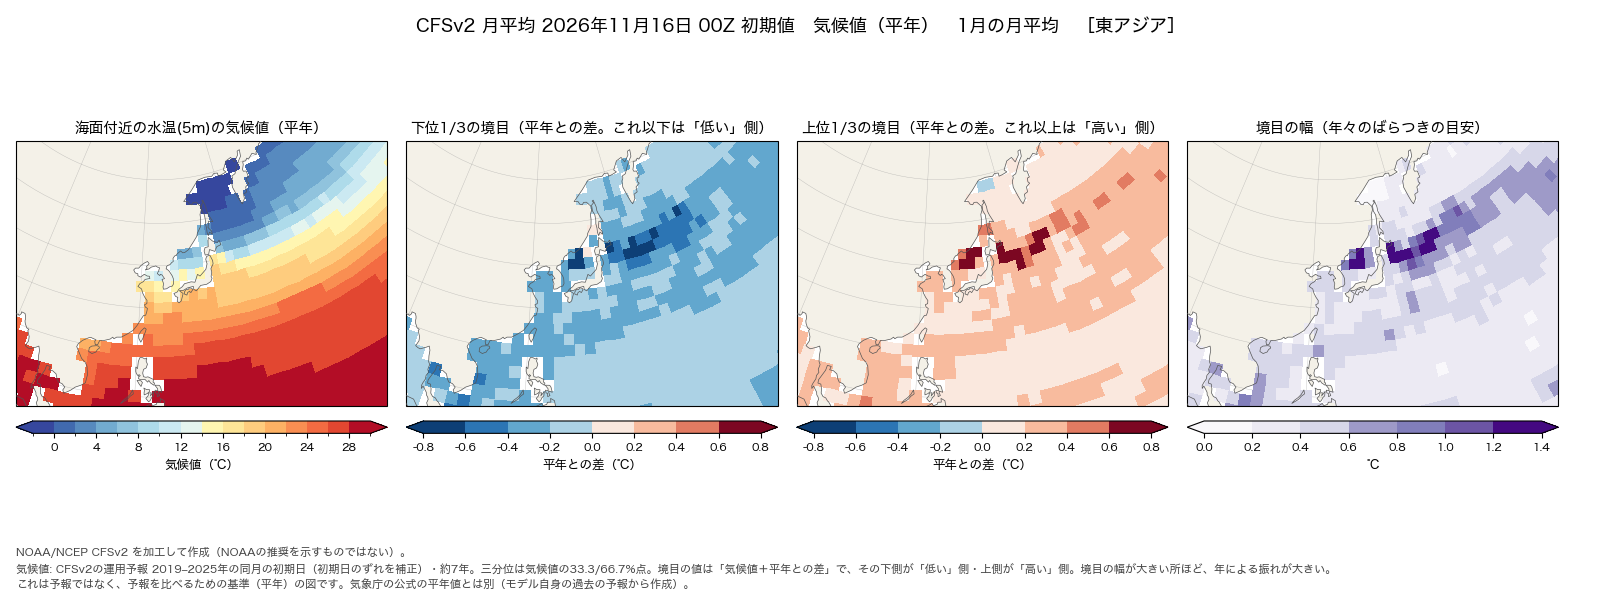 CFSv2 月平均 2026年11月16日 00Z 初期値　気候値（平年）　1月の月平均　［東アジア］
海面付近の水温(5m)の気候値（平年）
下位1/3の境目（平年との差。これ以下は「低い」側）
上位1/3の境目（平年との差。これ以上は「高い」側）
境目の幅（年々のばらつきの目安）
0 4 8 12 16 20 24 28
気候値（℃）
-0.8 -0.6 -0.4 -0.2 0.0 0.2 0.4 0.6 0.8
平年との差（℃）
-0.8 -0.6 -0.4 -0.2 0.0 0.2 0.4 0.6 0.8
平年との差（℃）
0.0 0.2 0.4 0.6 0.8 1.0 1.2 1.4
℃
NOAA/NCEP CFSv2 を加工して作成（NOAAの推奨を示すものではない）。
気候値: CFSv2の運用予報 2019–2025年の同月の初期日（初期日のずれを補正）・約7年。三分位は気候値の33.3/66.7%点。境目の値は「気候値＋平年との差」で、その下側が「低い」側・上側が「高い」側。境目の幅が大きい所ほど、年による振れが大きい。
これは予報ではなく、予報を比べるための基準（平年）の図です。気象庁の公式の平年値とは別（モデル自身の過去の予報から作成）。